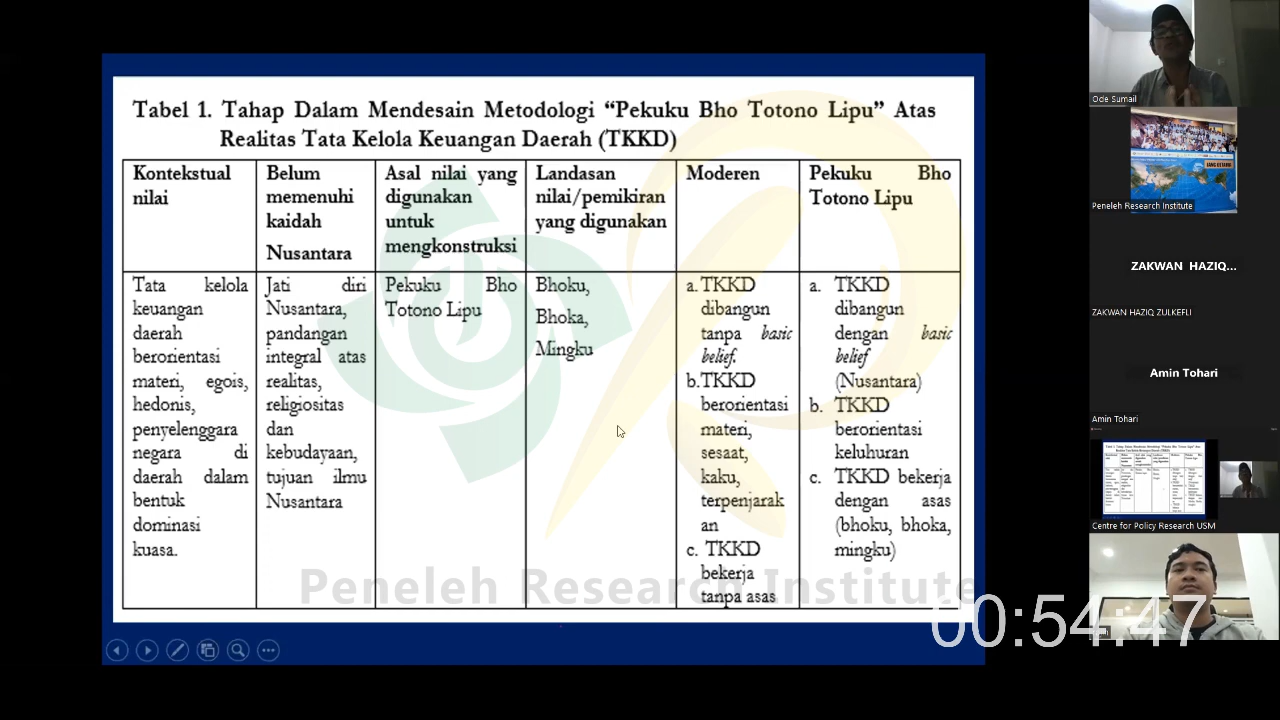 Tabel 1. Tahap Dalam Mendesain Metodologi “Pekuku Bho Totono Lipu” Atas
Realitas Tata Kelola Keuangan Daerah (TKKD)
Kontekstual
nilai
Belum
memenuhi
kaidah
Nusantara
Asal nilai yang
digunakan
untuk
mengkonstruksi
Landasan
nilai/pemikiran
yang digunakan
Moderen
Pekuku Bho
Totono Lipu
Tata kelola
keuangan
daerah
berorientasi
materi, egois,
hedonis,
penyelenggara
negara di
daerah dalam
bentuk
dominasi
kuasa.
Jati diri
Nusantara,
pandangan
integral atas
realitas,
religiositas
dan
kebudayaan,
tujuan ilmu
Nusantara
Pekuku Bho
Totono Lipu
Bhoku,
Bhoka,
Mingku
a. TKKD
dibangun
tanpa basic
belief.
b. TKKD
berorientasi
materi,
sesaat,
kaku,
terpenjarak
an
c. TKKD
bekerja
tanpa asas
a. TKKD
dibangun
dengan basic
belief
(Nusantara)
b. TKKD
berorientasi
keluhuran
c. TKKD bekerja
dengan asas
(bhoku, bhoka,
mingku)
Peneleh Research Institute
00:54:47
Ode Sumail
Peneleh Research Institute
ZAKWAN HAZIQ...
ZAKWAN HAZIQ ZULKEFLI
Amin Tohari
Amin Tohari
Centre for Policy Research USM